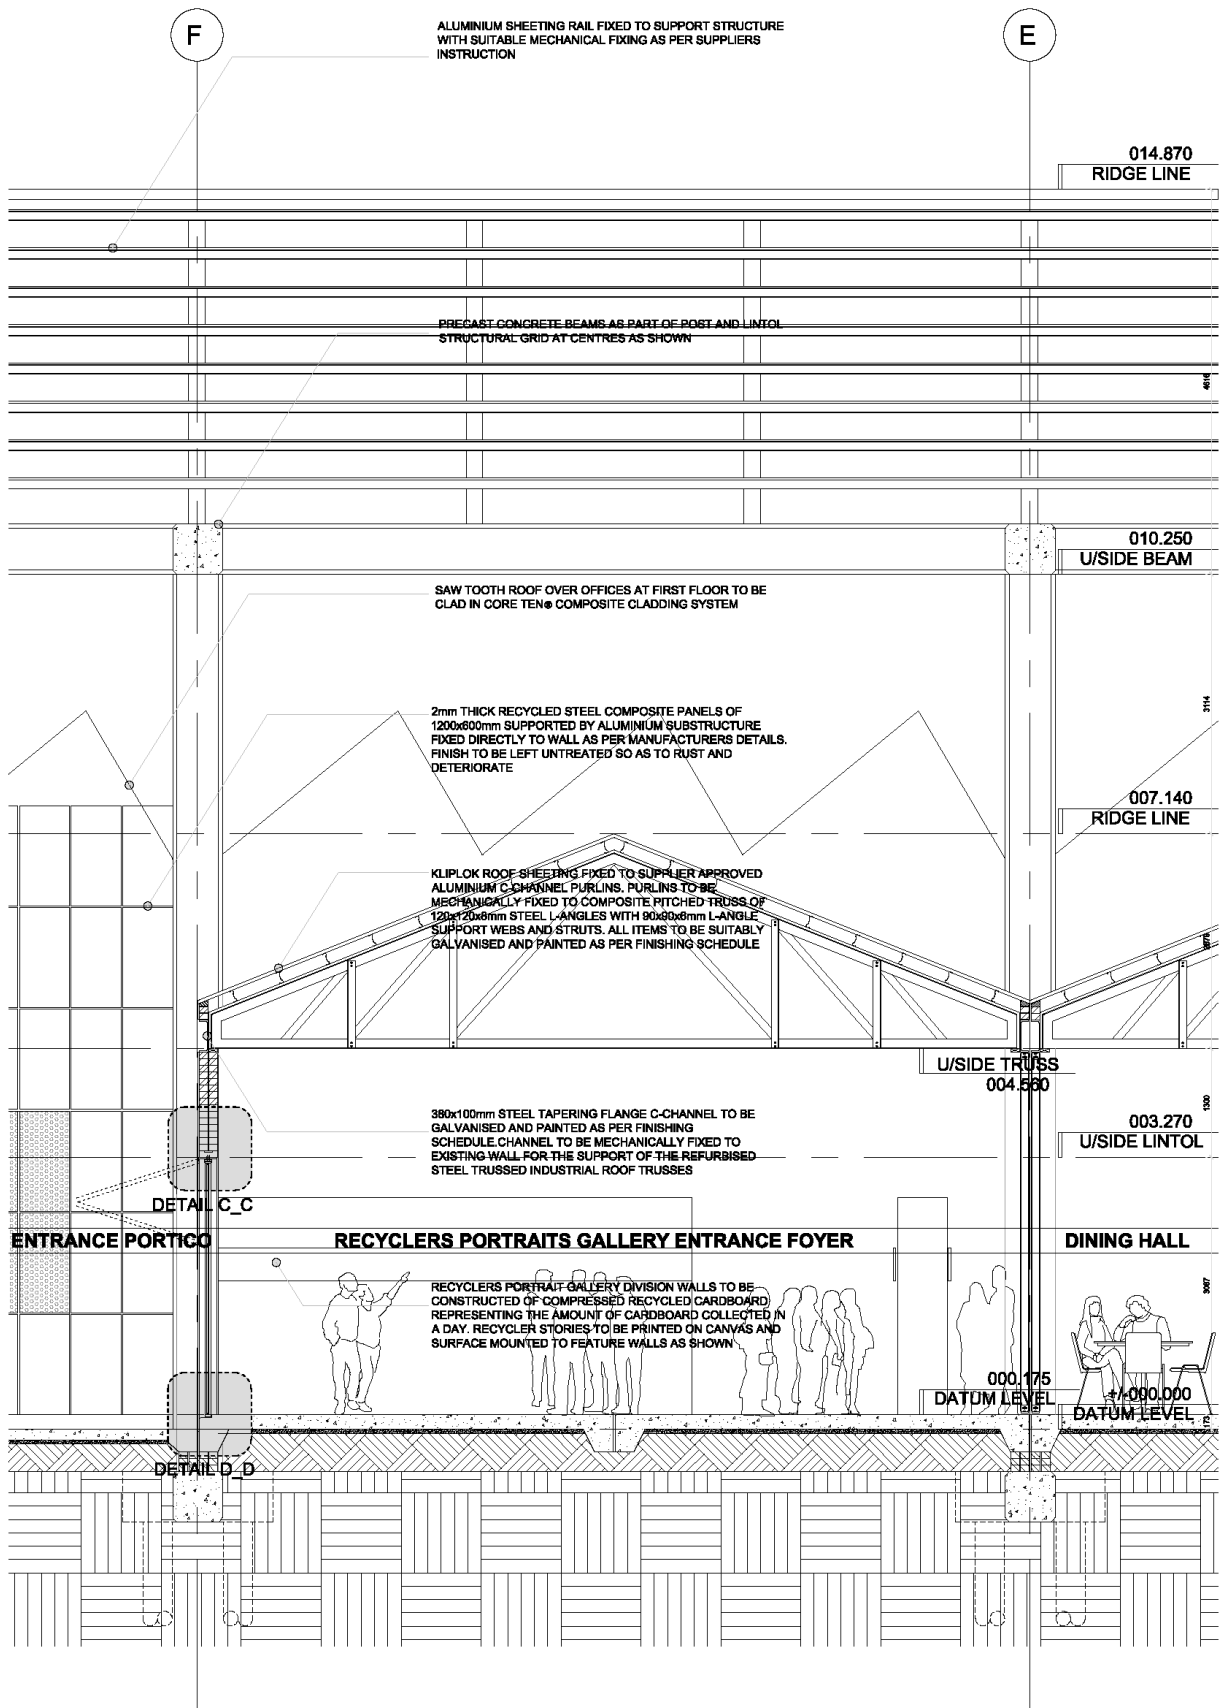 F
E
ALUMINIUM SHEETING RAIL FIXED TO SUPPORT STRUCTURE
WITH SUITABLE MECHANICAL FIXING AS PER SUPPLIERS
INSTRUCTION
014.870
RIDGE LINE
PRECAST CONCRETE BEAMS AS PART OF POST AND LINTOL
STRUCTURAL GRID AT CENTRES AS SHOWN
4616
010.250
U/SIDE BEAM
SAW TOOTH ROOF OVER OFFICES AT FIRST FLOOR TO BE
CLAD IN CORE TEN® COMPOSITE CLADDING SYSTEM
3114
2mm THICK RECYCLED STEEL COMPOSITE PANELS OF
1200x600mm SUPPORTED BY ALUMINIUM SUBSTRUCTURE
FIXED DIRECTLY TO WALL AS PER MANUFACTURERS DETAILS.
FINISH TO BE LEFT UNTREATED SO AS TO RUST AND
DETERIORATE
007.140
RIDGE LINE
KLIPLOK ROOF SHEETING FIXED TO SUPPLIER APPROVED
ALUMINIUM C-CHANNEL PURLINS. PURLINS TO BE
MECHANICALLY FIXED TO COMPOSITE PITCHED TRUSS OF
120x120x8mm STEEL L-ANGLES WITH 90x90x6mm L-ANGLE
SUPPORT WEBS AND STRUTS. ALL ITEMS TO BE SUITABLY
GALVANISED AND PAINTED AS PER FINISHING SCHEDULE
U/SIDE TRUSS
004.560
1300
380x100mm STEEL TAPERING FLANGE C-CHANNEL TO BE
GALVANISED AND PAINTED AS PER FINISHING
SCHEDULE.CHANNEL TO BE MECHANICALLY FIXED TO
EXISTING WALL FOR THE SUPPORT OF THE REFURBISED
STEEL TRUSSED INDUSTRIAL ROOF TRUSSES
003.270
U/SIDE LINTOL
DETAIL C_C
ENTRANCE PORTICO
RECYCLERS PORTRAITS GALLERY ENTRANCE FOYER
DINING HALL
RECYCLERS PORTRAIT GALLERY DIVISION WALLS TO BE
CONSTRUCTED OF COMPRESSED RECYCLED CARDBOARD
REPRESENTING THE AMOUNT OF CARDBOARD COLLECTED IN
A DAY. RECYCLER STORIES TO BE PRINTED ON CANVAS AND
SURFACE MOUNTED TO FEATURE WALLS AS SHOWN
3067
000.175
DATUM LEVEL
+/-000.000
DATUM LEVEL
173
DETAIL D_D